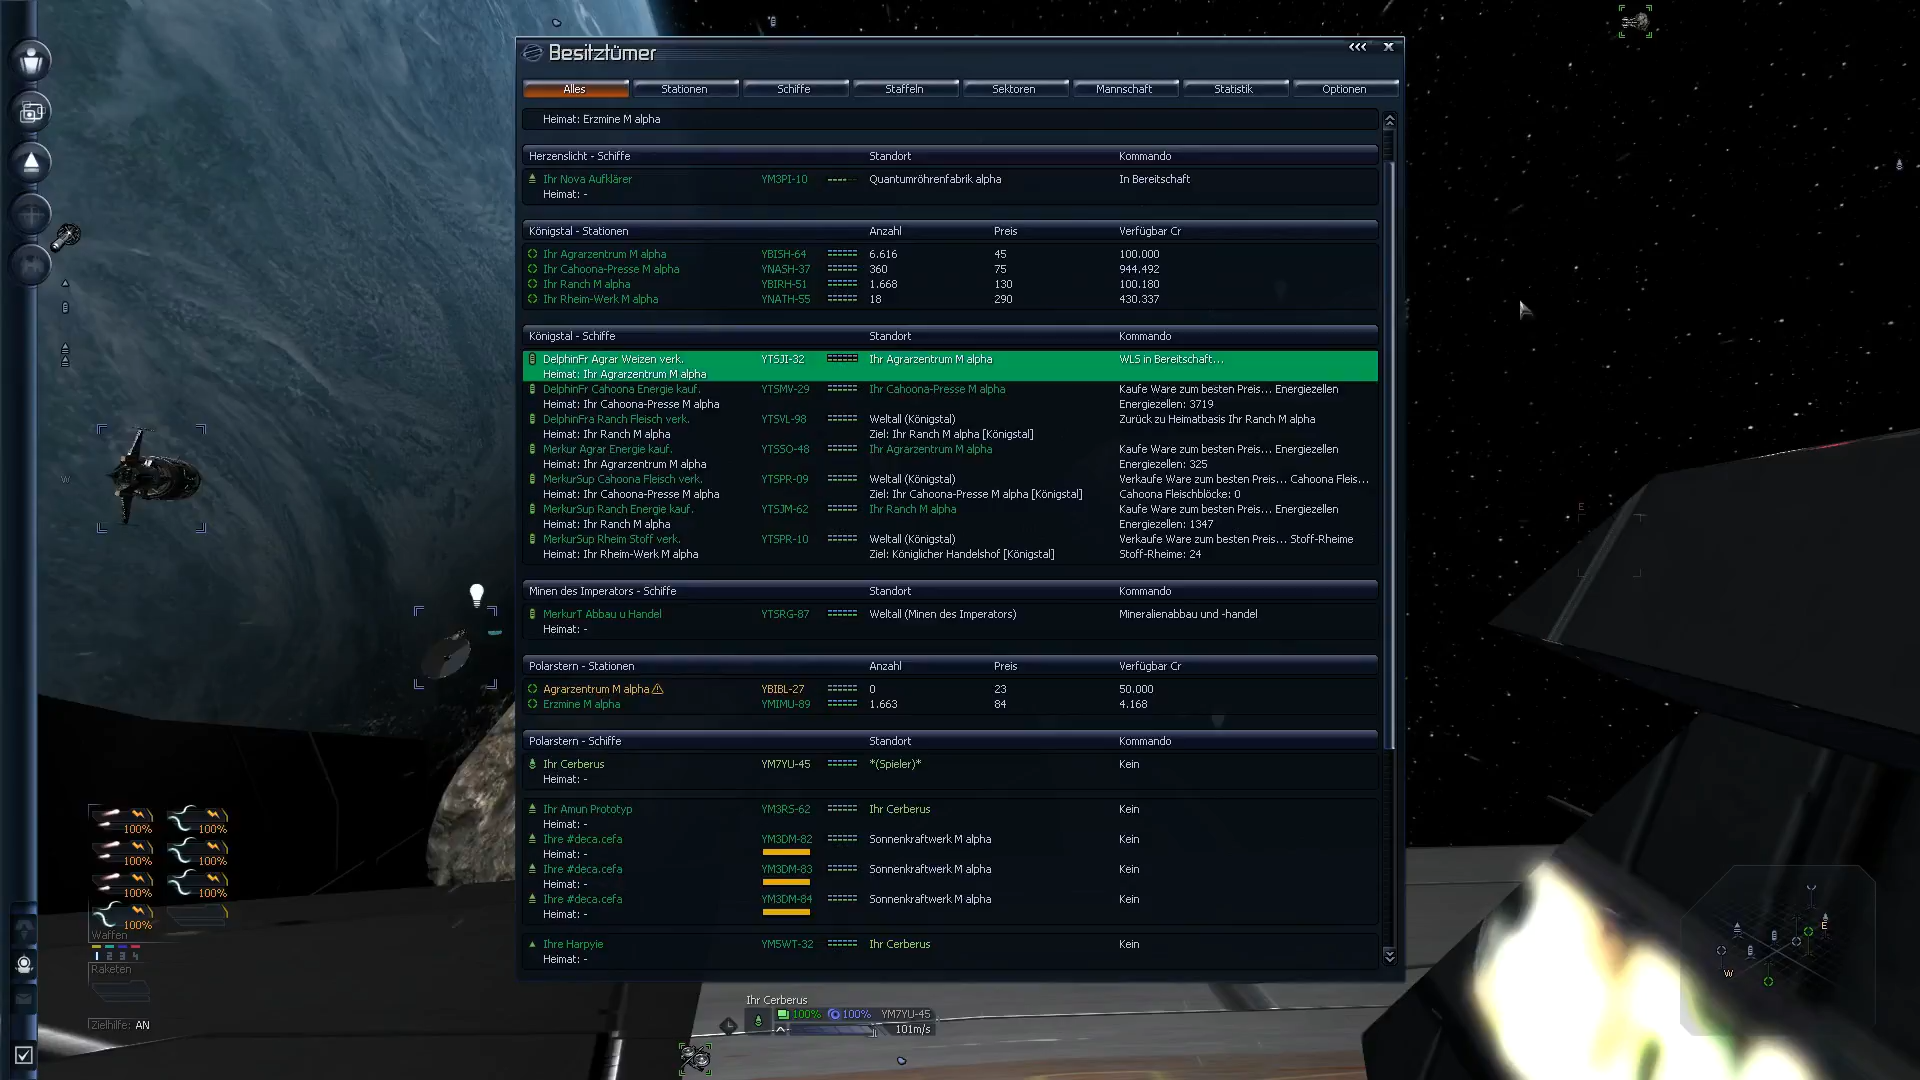 Besitztümer
Alles Stationen Schiffe Staffeln Sektoren Mannschaft Statistik Optionen
Heimat: Erzmine M alpha
Herzenslicht - Schiffe Standort Kommando
Ihr Nova Aufklärer YM3PI-10 Quantumröhrenfabrik alpha In Bereitschaft
Heimat: -
Königstal - Stationen Anzahl Preis Verfügbar Cr
Ihr Agrarzentrum M alpha YBISH-64 6.616 45 100.000
Ihr Cahoona-Presse M alpha YNASH-37 360 75 944.492
Ihr Ranch M alpha YBIRH-51 1.668 130 100.180
Ihr Rheim-Werk M alpha YNATH-55 18 290 430.337
Königstal - Schiffe Standort Kommando
DelphinFr Agrar Weizen verk. YTSJI-32 Ihr Agrarzentrum M alpha WLS in Bereitschaft...
Heimat: Ihr Agrarzentrum M alpha
DelphinFr Cahoona Energie kauf. YTSMV-29 Ihr Cahoona-Presse M alpha Kaufe Ware zum besten Preis... Energiezellen
Heimat: Ihr Cahoona-Presse M alpha Energiezellen: 3719
DelphinFra Ranch Fleisch verk. YTSVL-98 Weltall (Königstal) Zurück zu Heimatbasis Ihr Ranch M alpha
Heimat: Ihr Ranch M alpha Ziel: Ihr Ranch M alpha [Königstal]
Merkur Agrar Energie kauf. YTSSO-48 Ihr Agrarzentrum M alpha Kaufe Ware zum besten Preis... Energiezellen
Heimat: Ihr Agrarzentrum M alpha Energiezellen: 325
MerkurSup Cahoona Fleisch verk. YTSPR-09 Weltall (Königstal) Verkaufe Ware zum besten Preis... Cahoona Fleis...
Heimat: Ihr Cahoona-Presse M alpha Ziel: Ihr Cahoona-Presse M alpha [Königstal] Cahoona Fleischblöcke: 0
MerkurSup Ranch Energie kauf. YTSJM-62 Ihr Ranch M alpha Kaufe Ware zum besten Preis... Energiezellen
Heimat: Ihr Ranch M alpha Energiezellen: 1347
MerkurSup Rheim Stoff verk. YTSPR-10 Weltall (Königstal) Verkaufe Ware zum besten Preis... Stoff-Rheime
Heimat: Ihr Rheim-Werk M alpha Ziel: Königlicher Handelshof [Königstal] Stoff-Rheime: 24
Minen des Imperators - Schiffe Standort Kommando
MerkurT Abbau u Handel YTSRG-87 Weltall (Minen des Imperators) Mineralienabbau und -handel
Heimat: -
Polarstern - Stationen Anzahl Preis Verfügbar Cr
Agrarzentrum M alpha YBIBL-27 0 23 50.000
Erzmine M alpha YMIMU-89 1.663 84 4.168
Polarstern - Schiffe Standort Kommando
Ihr Cerberus YM7YU-45 *(Spieler)* Kein
Heimat: -
Ihr Amun Prototyp YM3RS-62 Ihr Cerberus Kein
Heimat: -
Ihre #deca.cefa YM3DM-82 Sonnenkraftwerk M alpha Kein
Heimat: -
Ihre #deca.cefa YM3DM-83 Sonnenkraftwerk M alpha Kein
Heimat: -
Ihre #deca.cefa YM3DM-84 Sonnenkraftwerk M alpha Kein
Heimat: -
Ihre Harpyie YM5WT-32 Ihr Cerberus Kein
Heimat: -
100% 100%
100% 100%
100% 100%
100%
Waffen
1 2 3 4
Raketen
Zielhilfe: AN
Ihr Cerberus
100% 100% YM7YU-45
101m/s
W
E
E
W